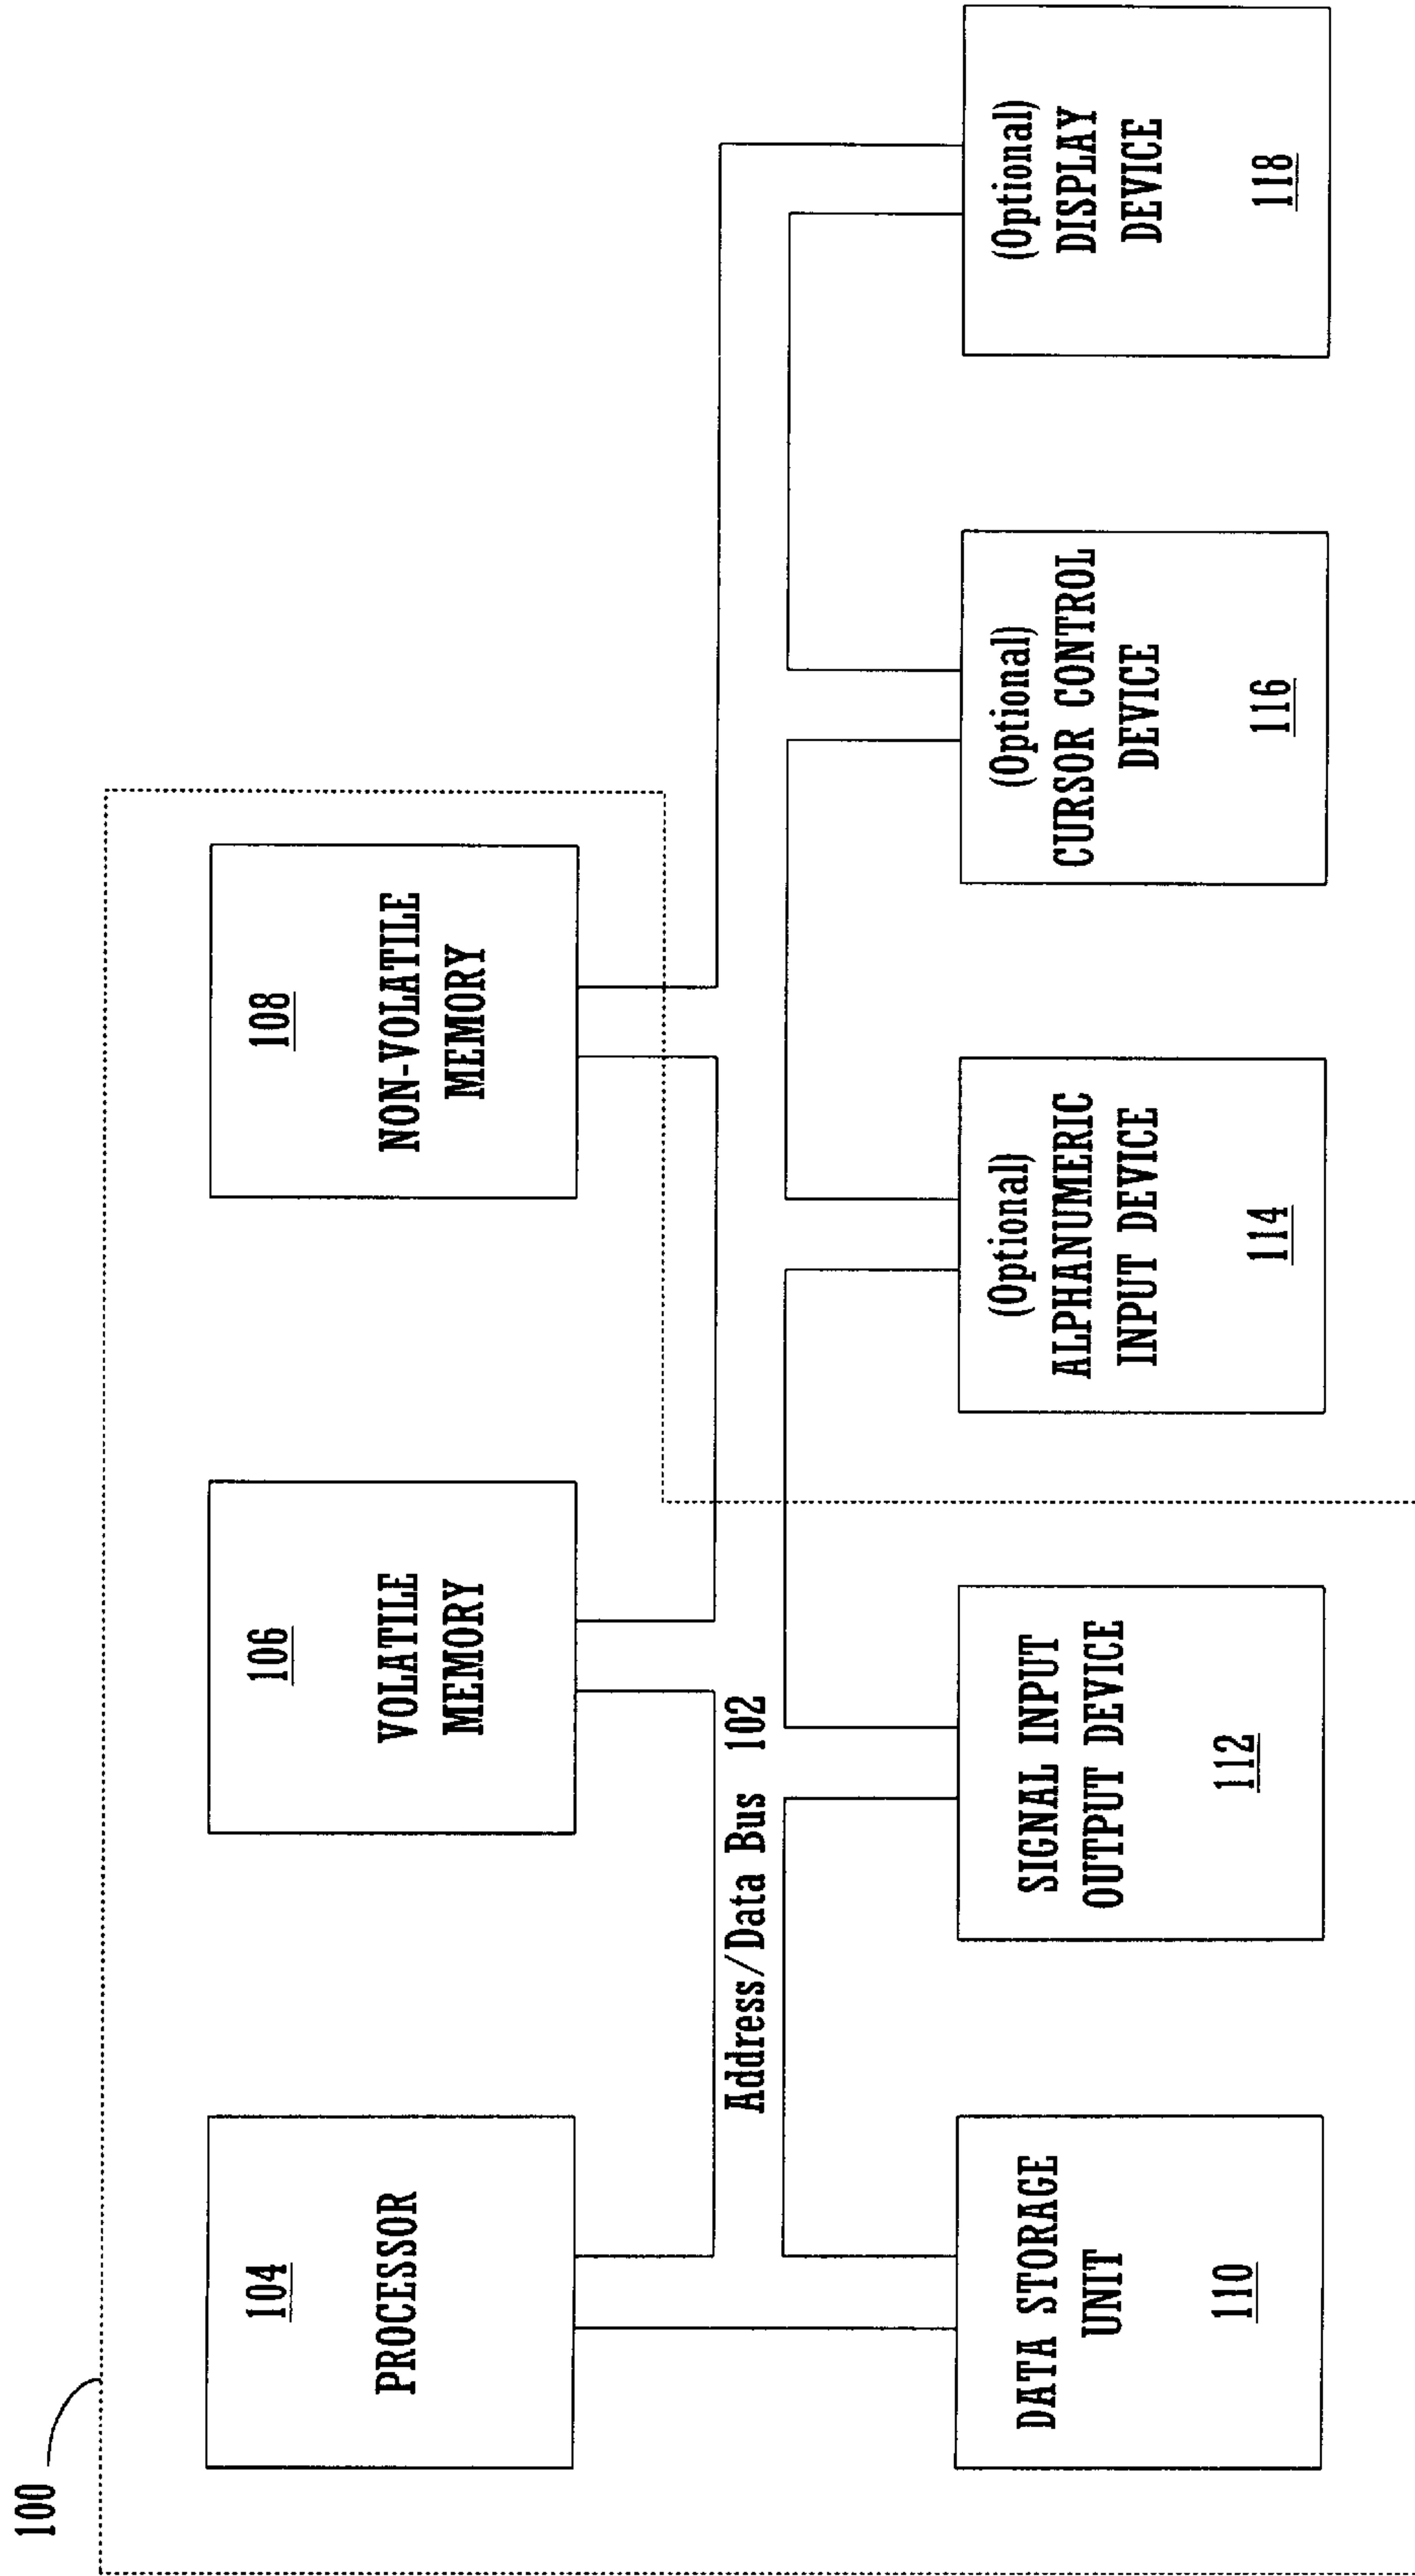 100
104
PROCESSOR
106
VOLATILE
MEMORY
108
NON-VOLATILE
MEMORY
Address/Data Bus 102
DATA STORAGE
UNIT
110
SIGNAL INPUT
OUTPUT DEVICE
112
(Optional)
ALPHANUMERIC
INPUT DEVICE
114
(Optional)
CURSOR CONTROL
DEVICE
116
(Optional)
DISPLAY
DEVICE
118